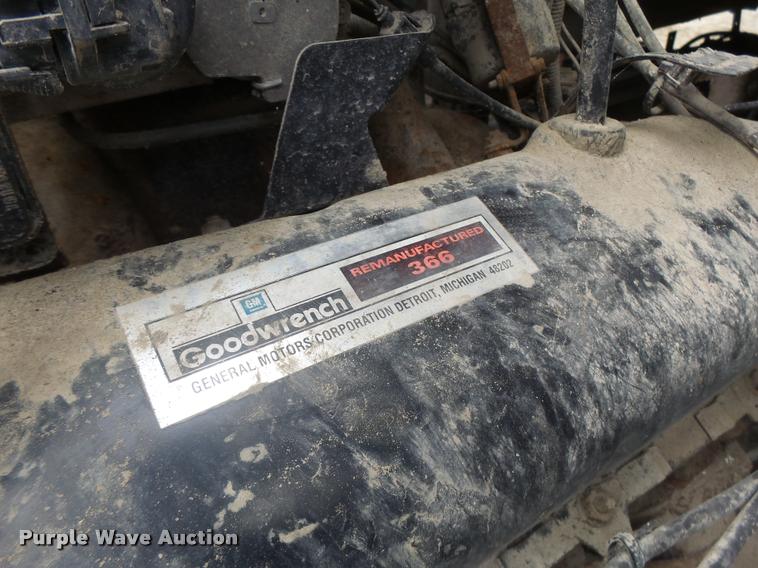 REMANUFACTURED
366
GM
Goodwrench
GENERAL MOTORS CORPORATION DETROIT, MICHIGAN 48202
Purple Wave Auction